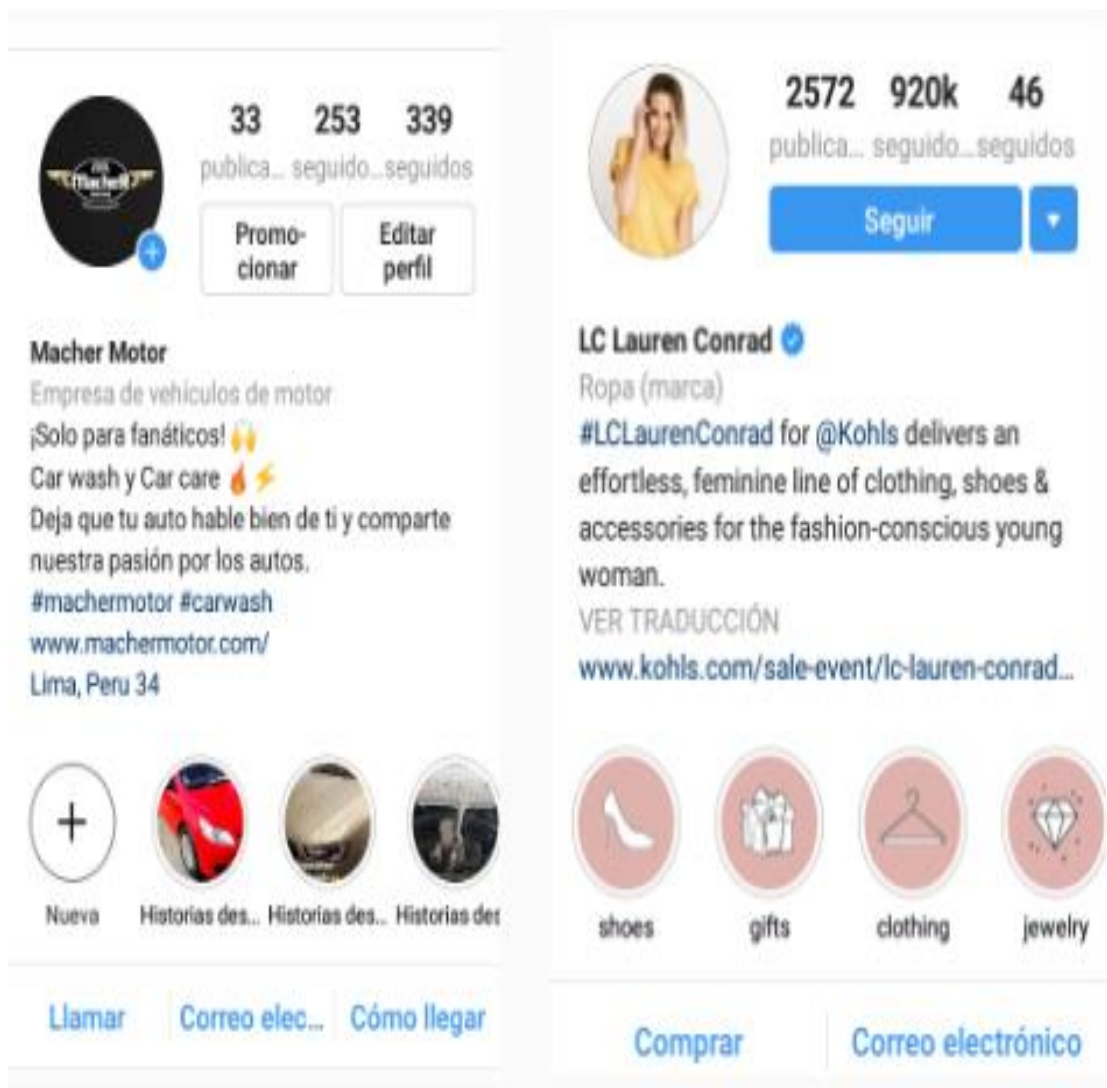 33 253 339
publica... seguido... seguidos
Promo-
cionar
Editar
perfil
Macher Motor
Empresa de vehículos de motor
¡Solo para fanáticos! 🙌
Car wash y Car care 🔥⚡
Deja que tu auto hable bien de ti y comparte
nuestra pasión por los autos.
#machermotor #carwash
www.machermotor.com/
Lima, Peru 34
Nueva
Historias des... Historias des... Historias des
Llamar Correo elec... Cómo llegar
2572 920k 46
publica... seguido... seguidos
Seguir
LC Lauren Conrad
Ropa (marca)
#LCLaurenConrad for @Kohls delivers an
effortless, feminine line of clothing, shoes &
accessories for the fashion-conscious young
woman.
VER TRADUCCIÓN
www.kohls.com/sale-event/lc-lauren-conrad...
shoes gifts clothing jewelry
Comprar Correo electrónico